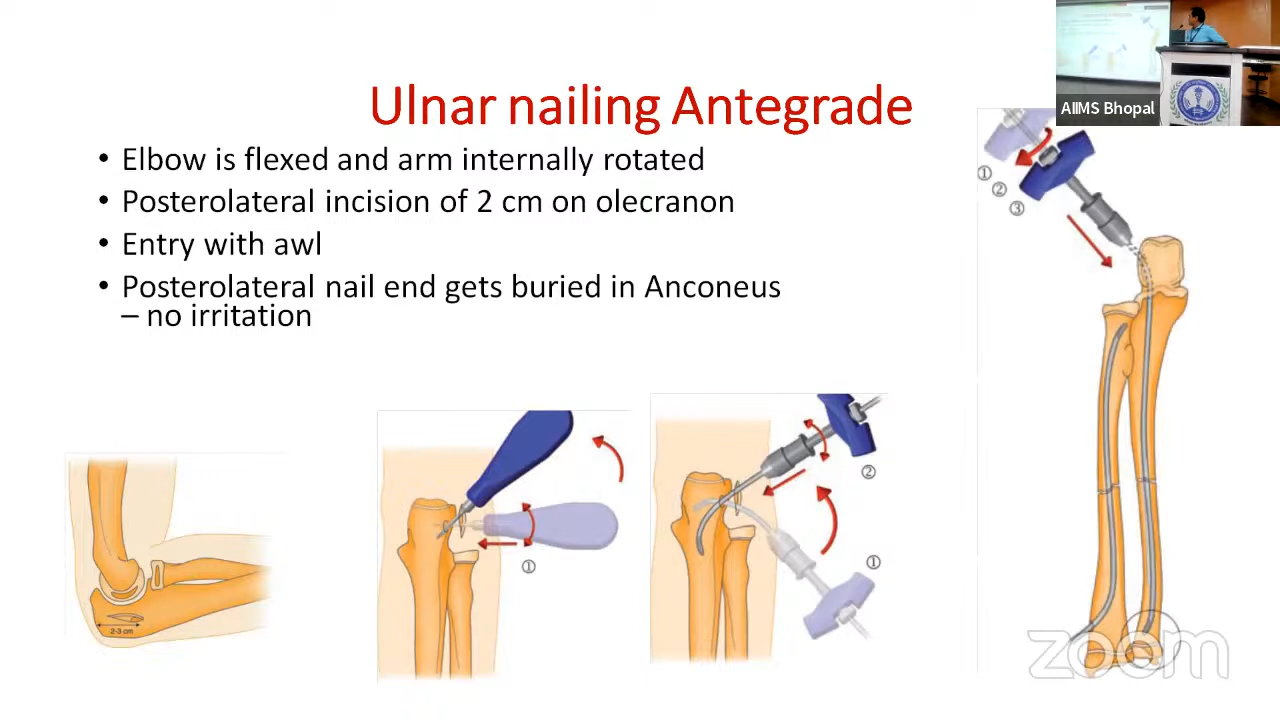 AIIMS Bhopal
Ulnar nailing Antegrade
• Elbow is flexed and arm internally rotated
• Posterolateral incision of 2 cm on olecranon
• Entry with awl
• Posterolateral nail end gets buried in Anconeus
– no irritation
①
②
③
2-3 cm
①
②
①
zoom